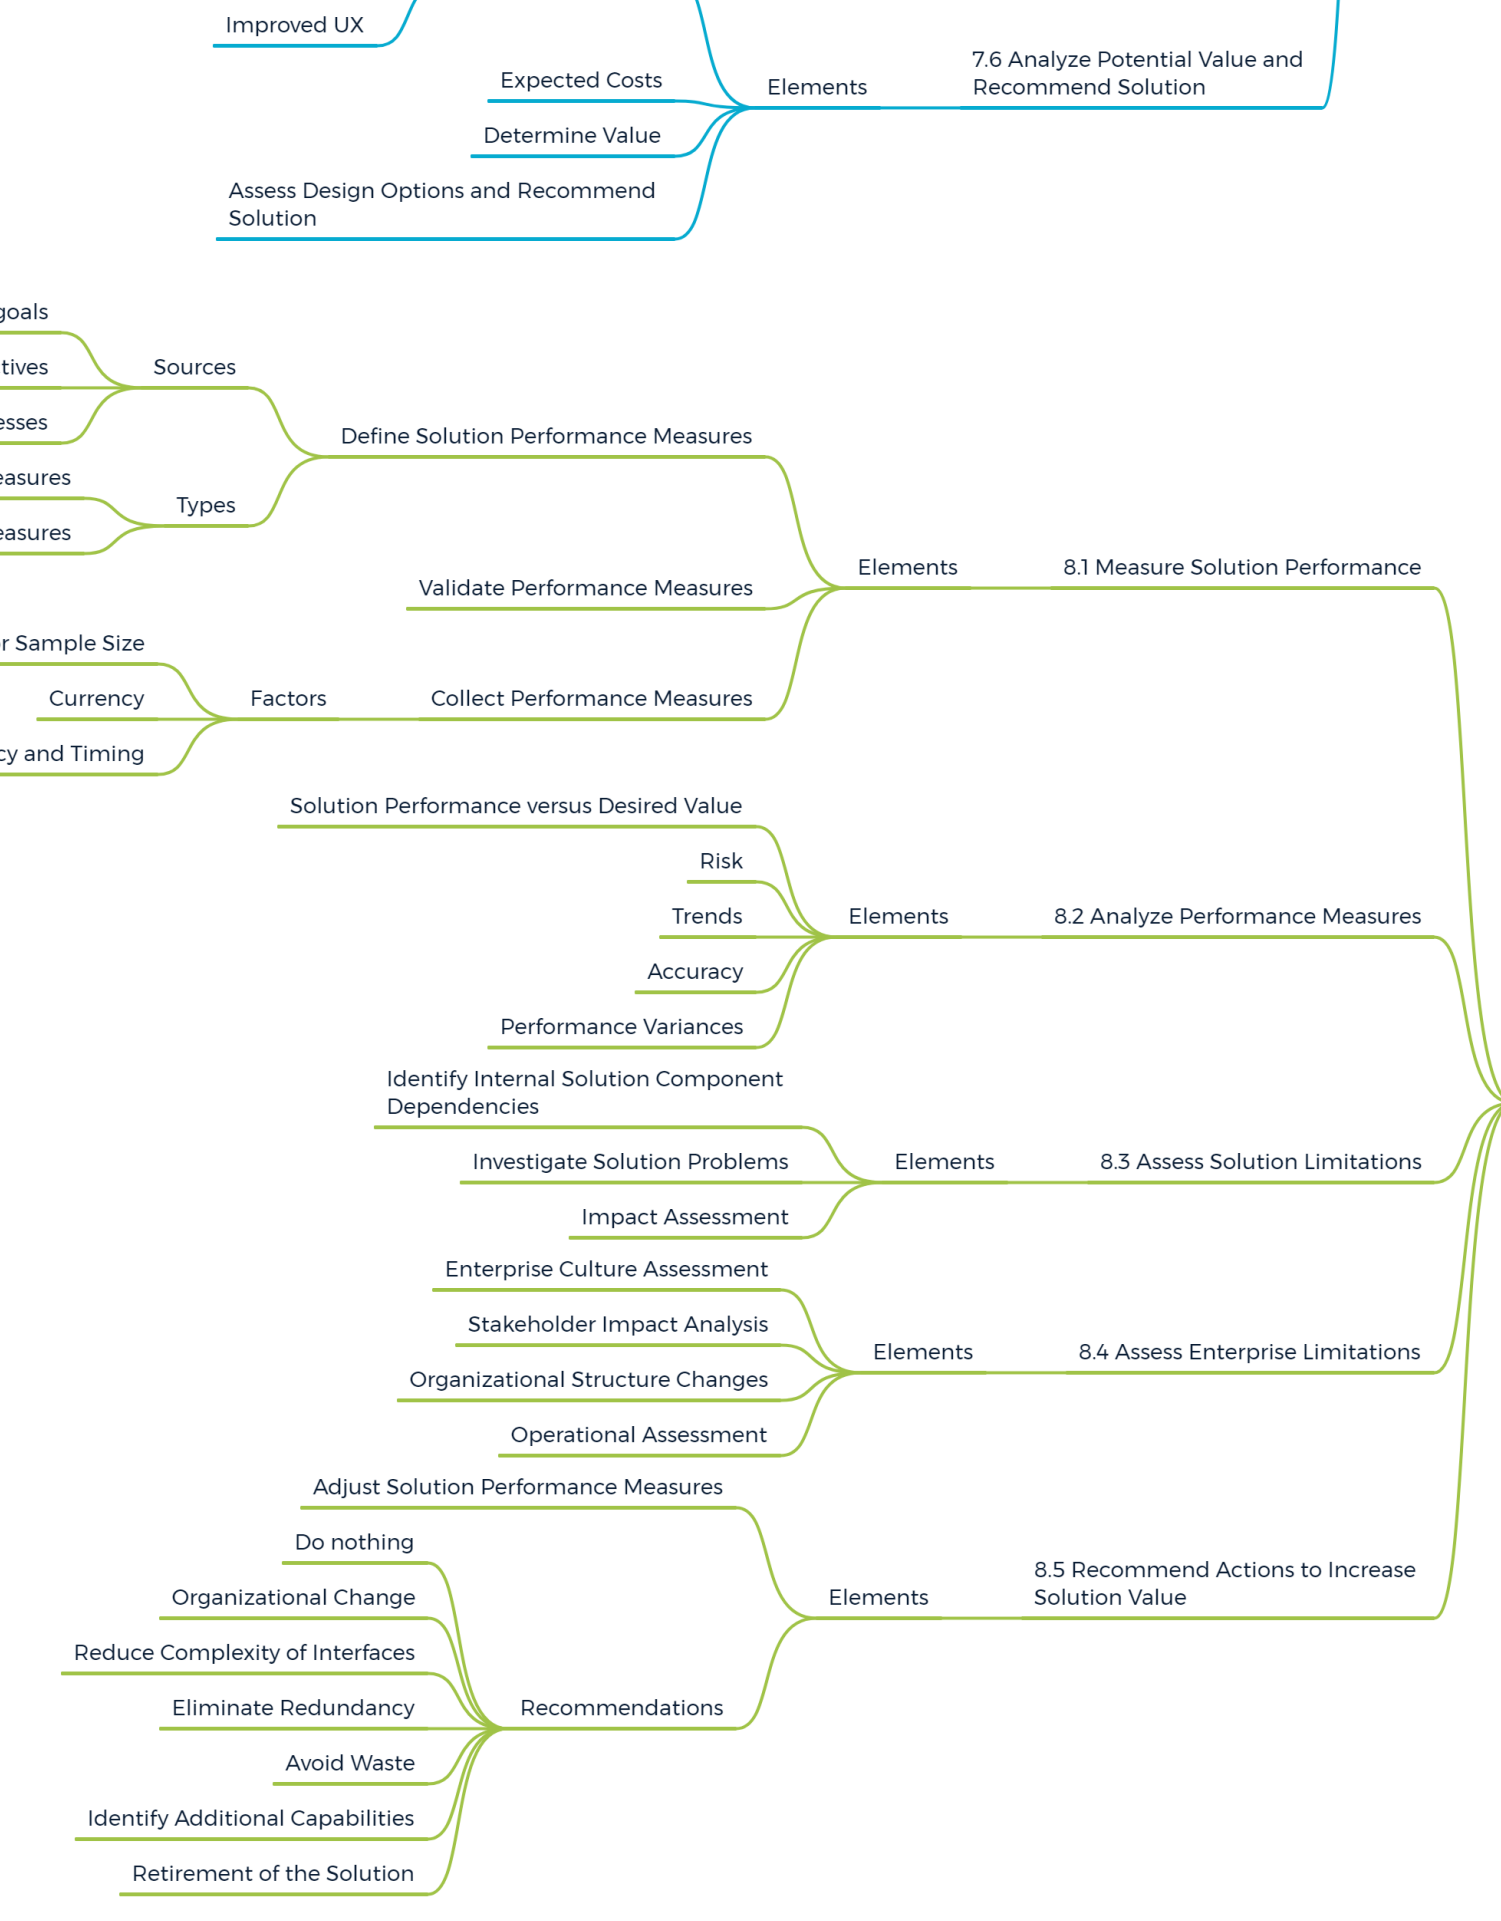 Improved UX
Expected Costs
Determine Value
Assess Design Options and Recommend
Solution
Elements
7.6 Analyze Potential Value and
Recommend Solution
goals
Sources
Define Solution Performance Measures
Types
Elements
8.1 Measure Solution Performance
Validate Performance Measures
Sample Size
Currency
and Timing
Factors
Collect Performance Measures
Solution Performance versus Desired Value
Risk
Trends
Accuracy
Performance Variances
Elements
8.2 Analyze Performance Measures
Identify Internal Solution Component
Dependencies
Investigate Solution Problems
Impact Assessment
Elements
8.3 Assess Solution Limitations
Enterprise Culture Assessment
Stakeholder Impact Analysis
Organizational Structure Changes
Operational Assessment
Elements
8.4 Assess Enterprise Limitations
Adjust Solution Performance Measures
Do nothing
Organizational Change
Reduce Complexity of Interfaces
Eliminate Redundancy
Avoid Waste
Identify Additional Capabilities
Retirement of the Solution
Recommendations
Elements
8.5 Recommend Actions to Increase
Solution Value